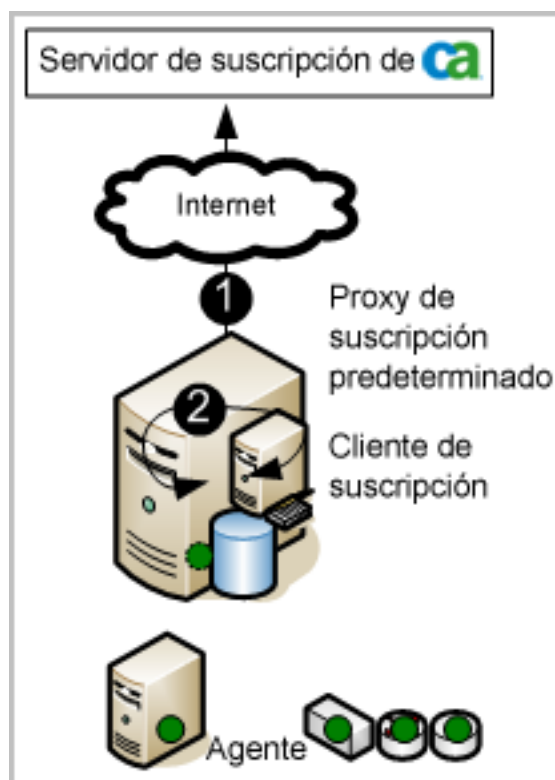 Servidor de suscripción de ca
Internet
1
Proxy de
suscripción
predeterminado
2
Cliente de
suscripción
Agente